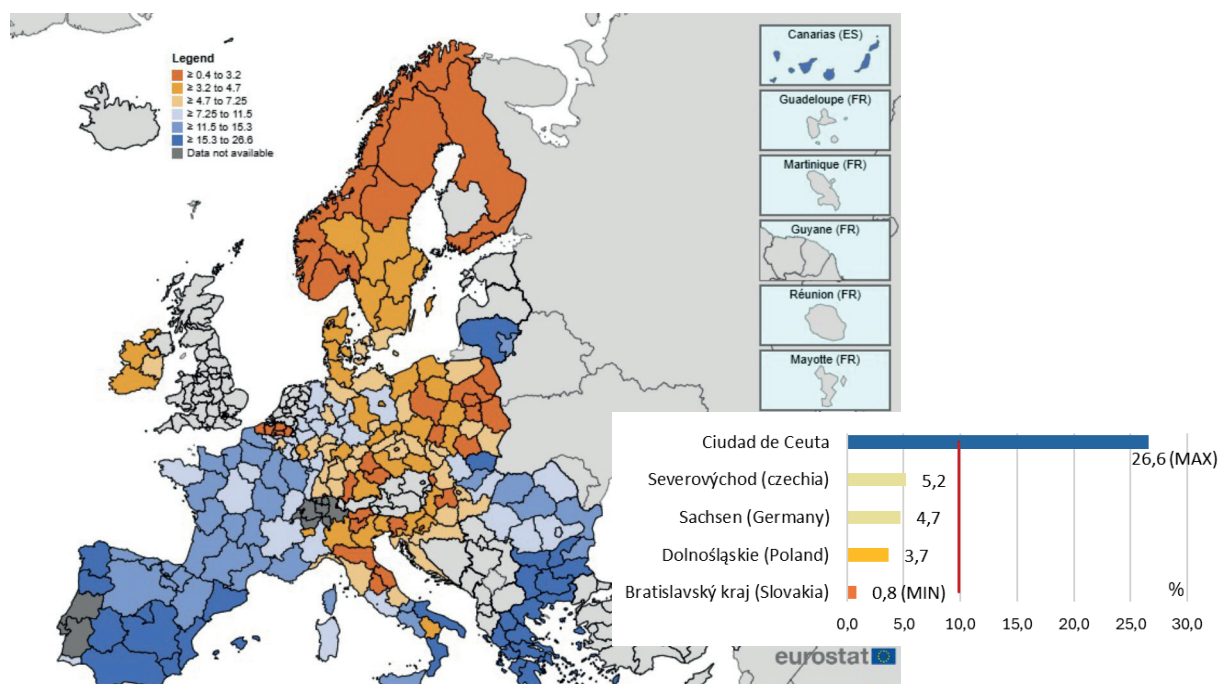 Legend
≥ 0.4 to 3.2
≥ 3.2 to 4.7
≥ 4.7 to 7.25
≥ 7.25 to 11.5
≥ 11.5 to 15.3
≥ 15.3 to 26.6
Data not available
Canarias (ES)
Guadeloupe (FR)
Martinique (FR)
Guyane (FR)
Réunion (FR)
Mayotte (FR)
Ciudad de Ceuta
26,6 (MAX)
Severovýchod (czechia)
5,2
Sachsen (Germany)
4,7
Dolnośląskie (Poland)
3,7
Bratislavský kraj (Slovakia)
0,8 (MIN)
%
0,0 5,0 10,0 15,0 20,0 25,0 30,0
eurostat